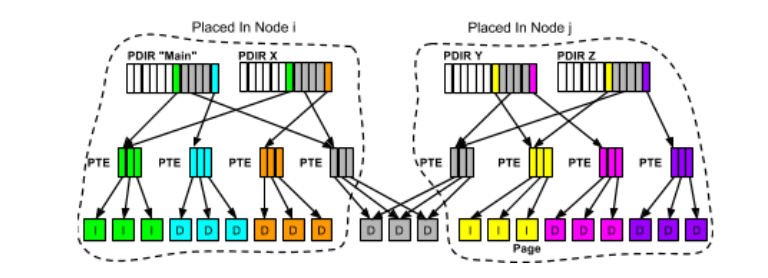 Placed In Node i
Placed In Node j
PDIR "Main"
PDIR X
PDIR Y
PDIR Z
PTE
PTE
PTE
PTE
PTE
PTE
PTE
PTE
I I I D D D D D D D D D I I I D D D D D D
Page